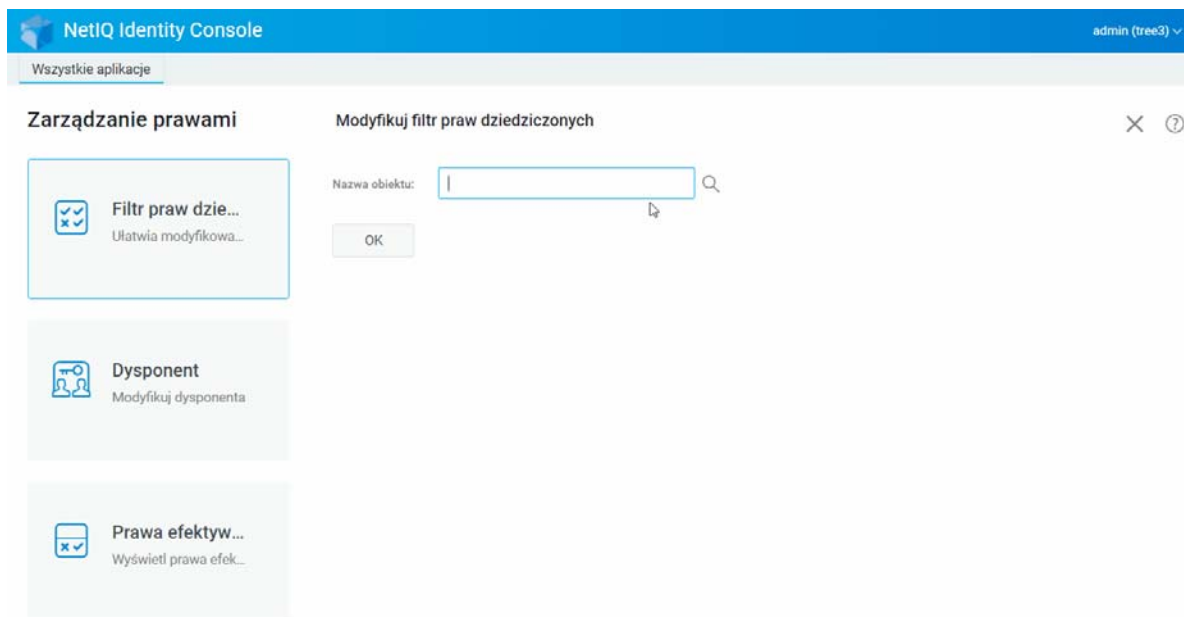 NetIQ Identity Console
admin (tree3)
Wszystkie aplikacje
Zarządzanie prawami
Modyfikuj filtr praw dziedziczonych
Filtr praw dzie...
Ułatwia modyfikowa...
Nazwa obiektu:
OK
Dysponent
Modyfikuj dysponenta
Prawa efektyw...
Wyświetl prawa efek...